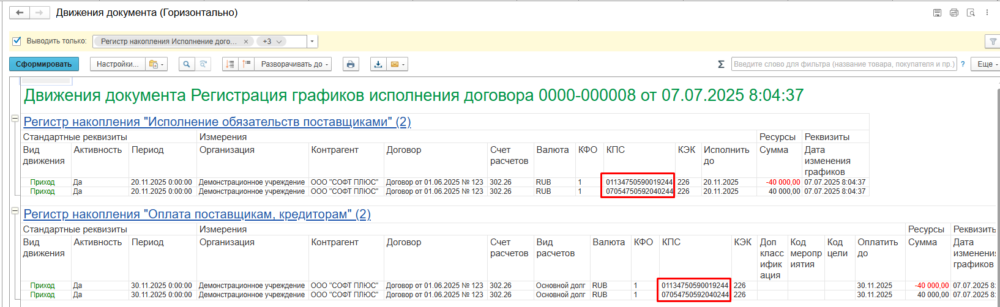 Движения документа (Горизонтально)
Выводить только: Регистр накопления Исполнение дого... × +3
Сформировать Настройки... Разворачивать до Σ Введите слово для фильтра (название товара, покупателя и пр.) ? Еще
Движения документа Регистрация графиков исполнения договора 0000-000008 от 07.07.2025 8:04:37
Регистр накопления "Исполнение обязательств поставщиками" (2)
Стандартные реквизиты Измерения Ресурсы Реквизиты
Вид Активность Период Организация Контрагент Договор Счет Валюта КФО КПС КЭК Исполнить Сумма Дата
движения расчетов до изменения
графиков
Приход Да 20.11.2025 0:00:00 Демонстрационное учреждение ООО "СОФТ ПЛЮС" Договор от 01.06.2025 № 123 302.26 RUB 1 01134750590019244 226 20.11.2025 -40 000,00 07.07.2025 8:04:37
Приход Да 20.11.2025 0:00:00 Демонстрационное учреждение ООО "СОФТ ПЛЮС" Договор от 01.06.2025 № 123 302.26 RUB 1 07054750592040244 226 20.11.2025 40 000,00 07.07.2025 8:04:37
Регистр накопления "Оплата поставщикам, кредиторам" (2)
Стандартные реквизиты Измерения Ресурсы Реквизиты
Вид Активность Период Организация Контрагент Договор Счет Вид Валюта КФО КПС КЭК Доп Код Код Оплатить Сумма Дата
движения расчетов расчетов класс меропр цели до изменени
ифик иятия графиков
ация
Приход Да 30.11.2025 0:00:00 Демонстрационное учреждение ООО "СОФТ ПЛЮС" Договор от 01.06.2025 № 123 302.26 Основной долг RUB 1 01134750590019244 226 30.11.2025 -40 000,00 07.07.2025 8
Приход Да 30.11.2025 0:00:00 Демонстрационное учреждение ООО "СОФТ ПЛЮС" Договор от 01.06.2025 № 123 302.26 Основной долг RUB 1 07054750592040244 226 30.11.2025 40 000,00 07.07.2025 8